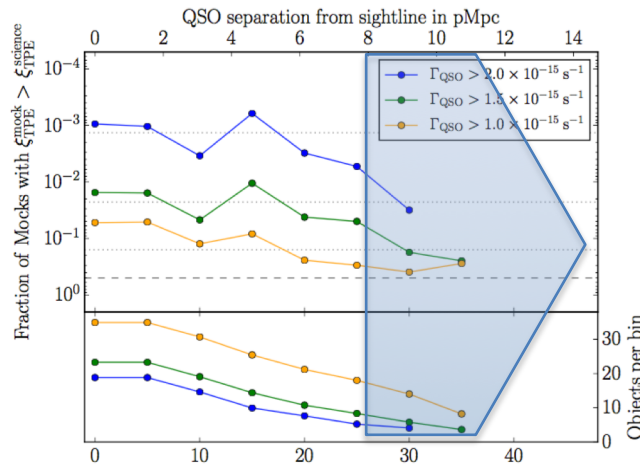 QSO separation from sightline in pMpc
0 2 4 6 8 10 12 14
Fraction of Mocks with ξ_TPE^mock > ξ_TPE^science
10^-4
10^-3
10^-2
10^-1
10^0
Γ_QSO > 2.0 × 10^-15 s^-1
Γ_QSO > 1.5 × 10^-15 s^-1
Γ_QSO > 1.0 × 10^-15 s^-1
30
20
10
0
Objects per bin
0 10 20 30 40